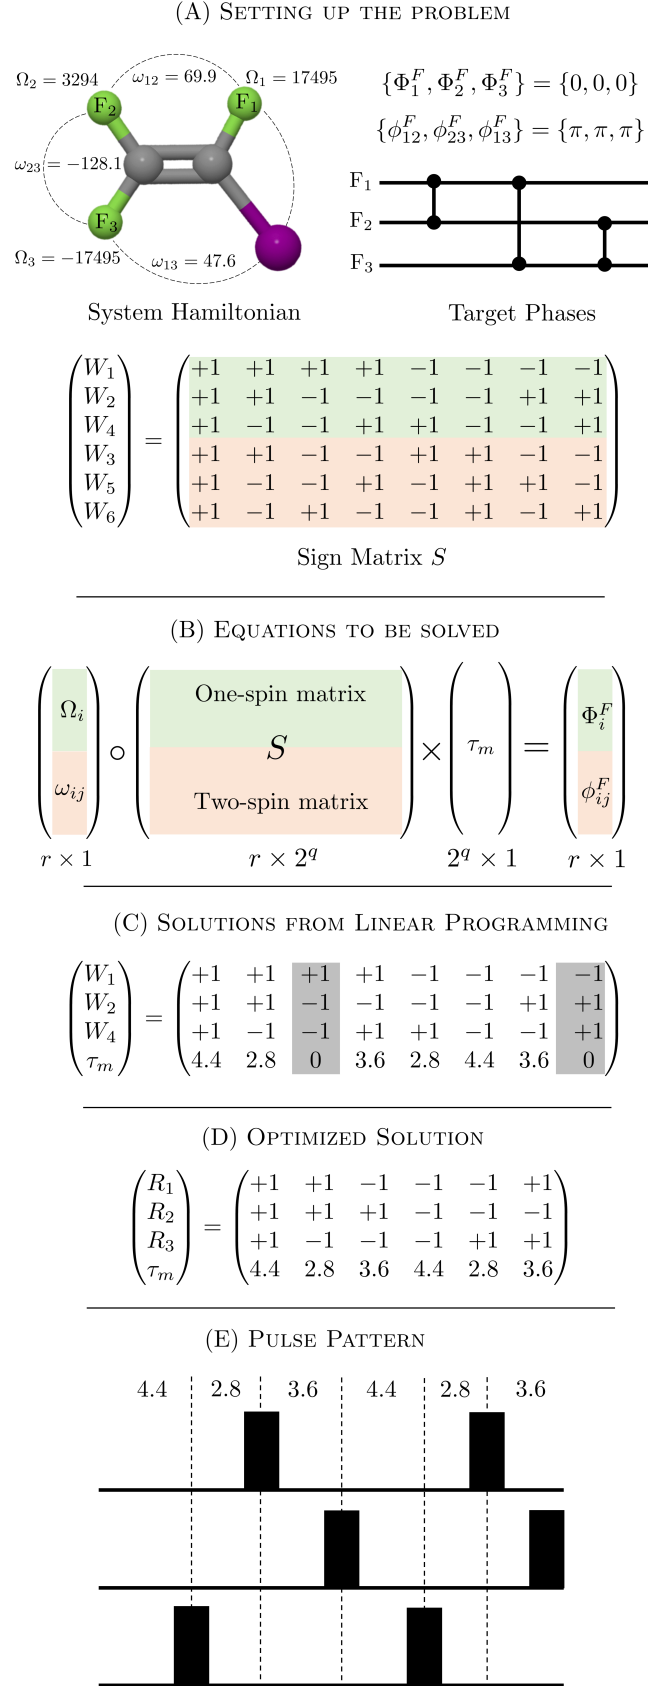 (A) Setting up the problem
Ω₂ = 3294 ω₁₂ = 69.9 Ω₁ = 17495
F₂ F₁
ω₂₃ = −128.1
F₃
Ω₃ = −17495 ω₁₃ = 47.6
System Hamiltonian
{Φ₁ᶠ, Φ₂ᶠ, Φ₃ᶠ} = {0, 0, 0}
{ϕ₁₂ᶠ, ϕ₂₃ᶠ, ϕ₁₃ᶠ} = {π, π, π}
F₁
F₂
F₃
Target Phases
W₁ +1 +1 +1 +1 −1 −1 −1 −1
W₂ +1 +1 −1 −1 −1 −1 +1 +1
W₄ = +1 −1 −1 +1 +1 −1 −1 +1
W₃ +1 +1 −1 −1 +1 +1 −1 −1
W₅ +1 −1 −1 +1 −1 +1 +1 −1
W₆ +1 −1 +1 −1 −1 +1 −1 +1
Sign Matrix S
(B) Equations to be solved
Ω_i One-spin matrix Φ_i^F
∘ S × τ_m =
ω_ij Two-spin matrix ϕ_ij^F
r × 1 r × 2^q 2^q × 1 r × 1
(C) Solutions from Linear Programming
W₁ +1 +1 +1 +1 −1 −1 −1 −1
W₂ = +1 +1 −1 −1 −1 −1 +1 +1
W₄ +1 −1 −1 +1 +1 −1 −1 +1
τ_m 4.4 2.8 0 3.6 2.8 4.4 3.6 0
(D) Optimized Solution
R₁ +1 +1 −1 −1 −1 +1
R₂ = +1 +1 +1 −1 −1 −1
R₃ +1 −1 −1 −1 +1 +1
τ_m 4.4 2.8 3.6 4.4 2.8 3.6
(E) Pulse Pattern
4.4 2.8 3.6 4.4 2.8 3.6